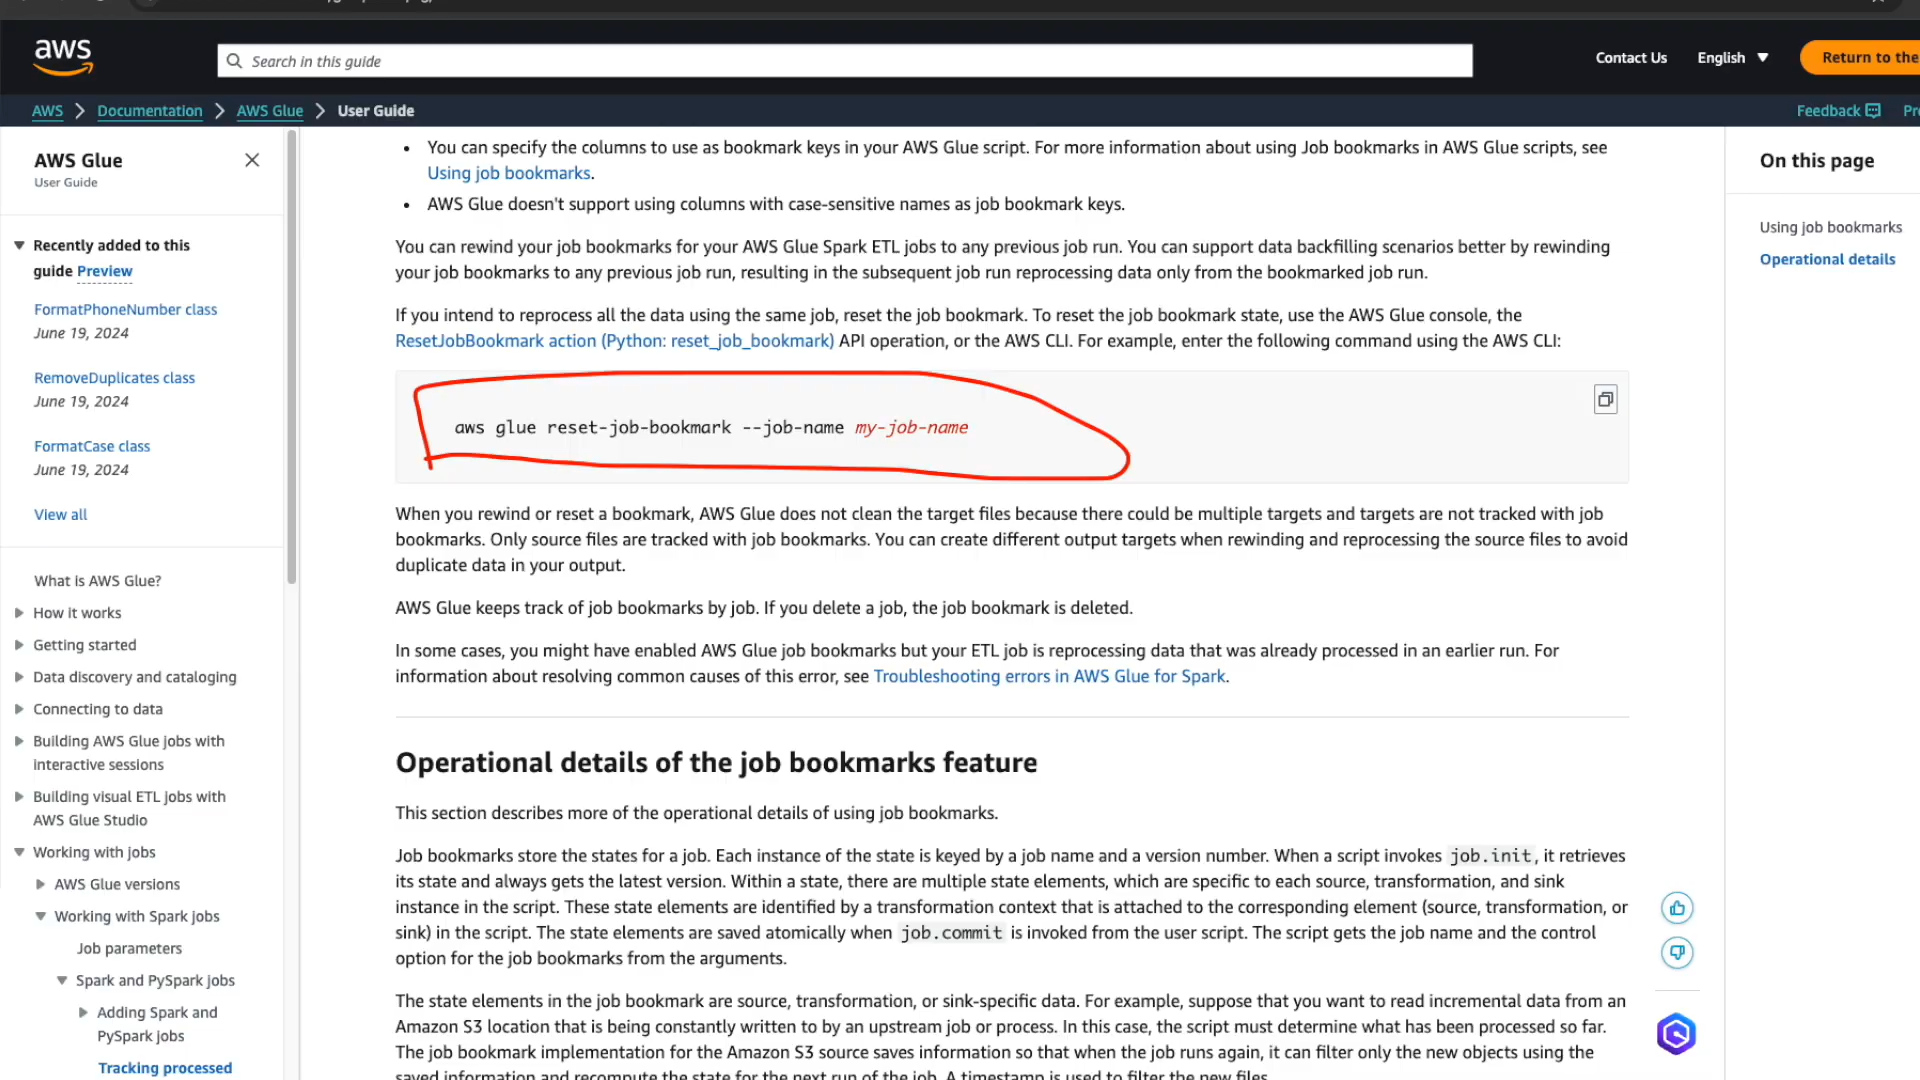 aws
Search in this guide
Contact Us
English
Return to the
AWS
Documentation
AWS Glue
User Guide
Feedback
Pr
AWS Glue
User Guide
Recently added to this
guide Preview
FormatPhoneNumber class
June 19, 2024
RemoveDuplicates class
June 19, 2024
FormatCase class
June 19, 2024
View all
What is AWS Glue?
How it works
Getting started
Data discovery and cataloging
Connecting to data
Building AWS Glue jobs with
interactive sessions
Building visual ETL jobs with
AWS Glue Studio
Working with jobs
AWS Glue versions
Working with Spark jobs
Job parameters
Spark and PySpark jobs
Adding Spark and
PySpark jobs
Tracking processed
• You can specify the columns to use as bookmark keys in your AWS Glue script. For more information about using Job bookmarks in AWS Glue scripts, see
Using job bookmarks.
• AWS Glue doesn't support using columns with case-sensitive names as job bookmark keys.
You can rewind your job bookmarks for your AWS Glue Spark ETL jobs to any previous job run. You can support data backfilling scenarios better by rewinding
your job bookmarks to any previous job run, resulting in the subsequent job run reprocessing data only from the bookmarked job run.
If you intend to reprocess all the data using the same job, reset the job bookmark. To reset the job bookmark state, use the AWS Glue console, the
ResetJobBookmark action (Python: reset_job_bookmark) API operation, or the AWS CLI. For example, enter the following command using the AWS CLI:
aws glue reset-job-bookmark --job-name my-job-name
When you rewind or reset a bookmark, AWS Glue does not clean the target files because there could be multiple targets and targets are not tracked with job
bookmarks. Only source files are tracked with job bookmarks. You can create different output targets when rewinding and reprocessing the source files to avoid
duplicate data in your output.
AWS Glue keeps track of job bookmarks by job. If you delete a job, the job bookmark is deleted.
In some cases, you might have enabled AWS Glue job bookmarks but your ETL job is reprocessing data that was already processed in an earlier run. For
information about resolving common causes of this error, see Troubleshooting errors in AWS Glue for Spark.
Operational details of the job bookmarks feature
This section describes more of the operational details of using job bookmarks.
Job bookmarks store the states for a job. Each instance of the state is keyed by a job name and a version number. When a script invokes job.init, it retrieves
its state and always gets the latest version. Within a state, there are multiple state elements, which are specific to each source, transformation, and sink
instance in the script. These state elements are identified by a transformation context that is attached to the corresponding element (source, transformation, or
sink) in the script. The state elements are saved atomically when job.commit is invoked from the user script. The script gets the job name and the control
option for the job bookmarks from the arguments.
The state elements in the job bookmark are source, transformation, or sink-specific data. For example, suppose that you want to read incremental data from an
Amazon S3 location that is being constantly written to by an upstream job or process. In this case, the script must determine what has been processed so far.
The job bookmark implementation for the Amazon S3 source saves information so that when the job runs again, it can filter only the new objects using the
saved information and recompute the state for the next run of the job. A timestamp is used to filter the new files.
On this page
Using job bookmarks
Operational details